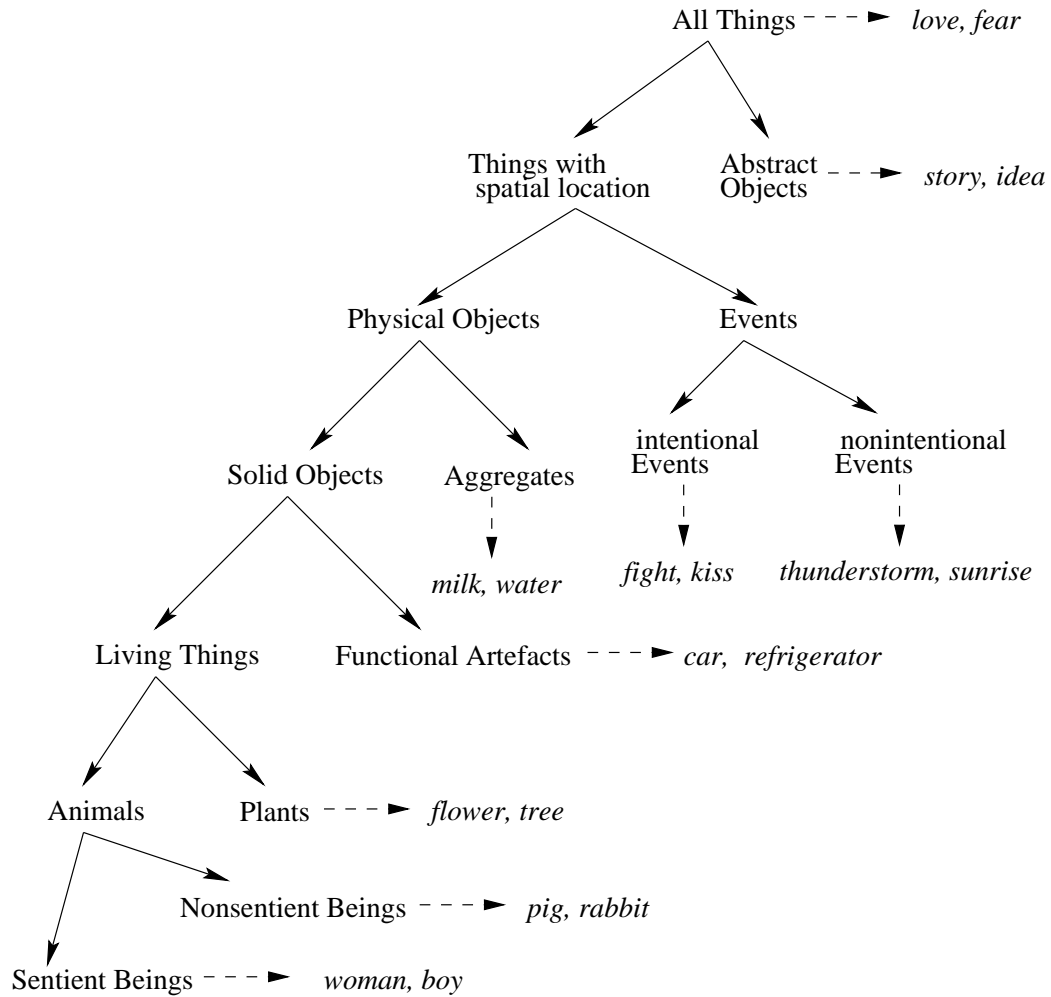 All Things love, fear
Things with Abstract
spatial location Objects story, idea
Physical Objects Events
intentional nonintentional
Solid Objects Aggregates Events Events
milk, water fight, kiss thunderstorm, sunrise
Living Things Functional Artefacts car, refrigerator
Animals Plants flower, tree
Nonsentient Beings pig, rabbit
Sentient Beings woman, boy